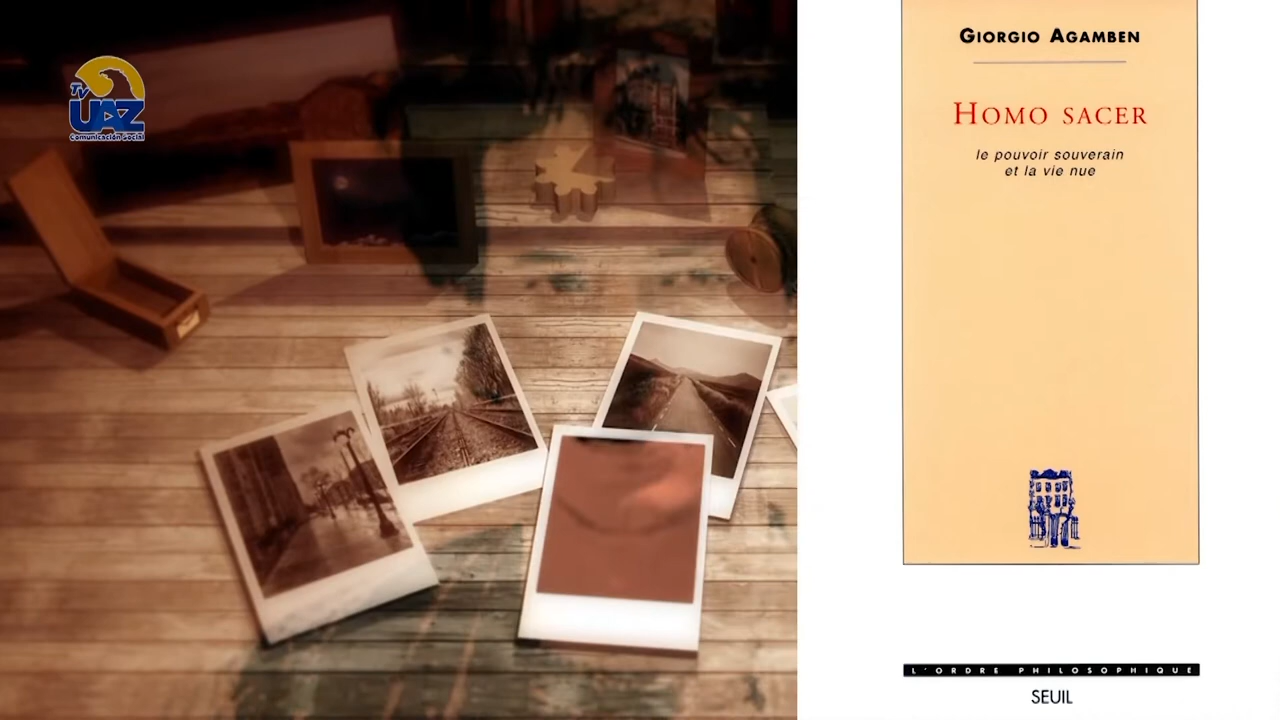 TV
UAZ
Comunicación Social
GIORGIO AGAMBEN
HOMO SACER
le pouvoir souverain
et la vie nue
L'ORDRE PHILOSOPHIQUE
SEUIL